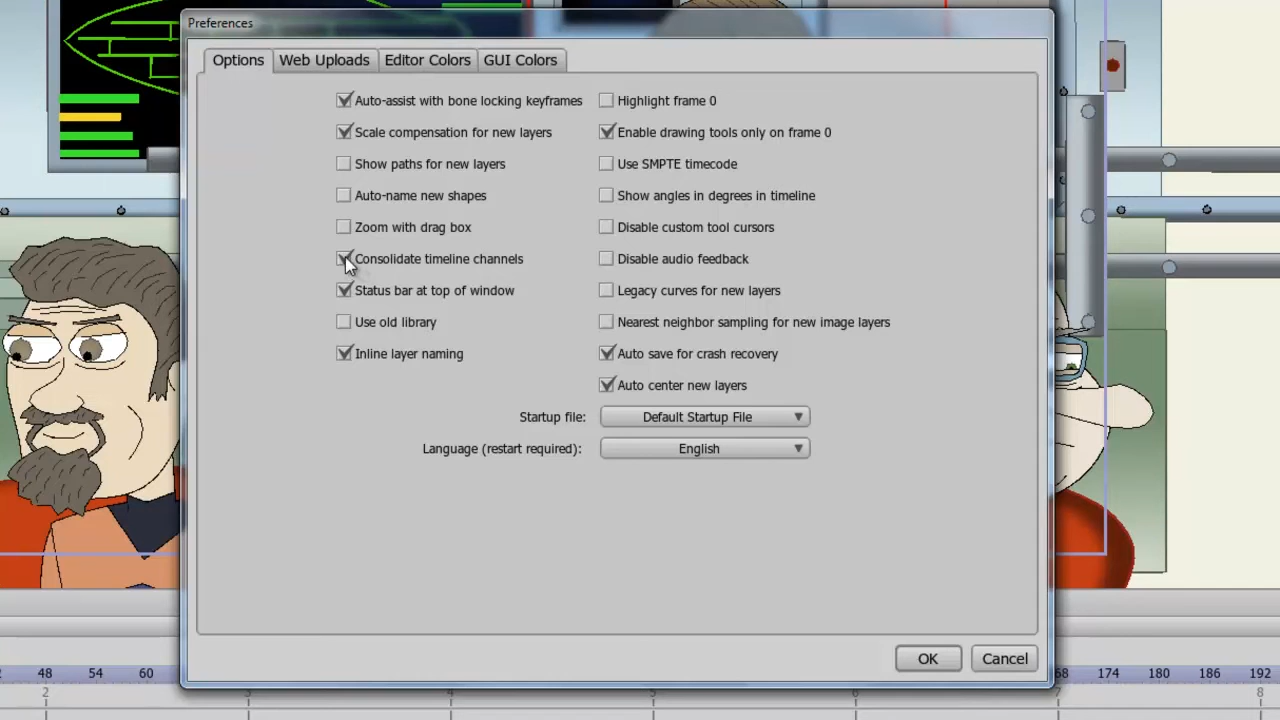 Preferences
Options Web Uploads Editor Colors GUI Colors
Auto-assist with bone locking keyframes
Scale compensation for new layers
Show paths for new layers
Auto-name new shapes
Zoom with drag box
Consolidate timeline channels
Status bar at top of window
Use old library
Inline layer naming
Highlight frame 0
Enable drawing tools only on frame 0
Use SMPTE timecode
Show angles in degrees in timeline
Disable custom tool cursors
Disable audio feedback
Legacy curves for new layers
Nearest neighbor sampling for new image layers
Auto save for crash recovery
Auto center new layers
Startup file: Default Startup File
Language (restart required): English
OK Cancel
48 54 60 68 174 180 186 192
2 3 4 5 6 7 8